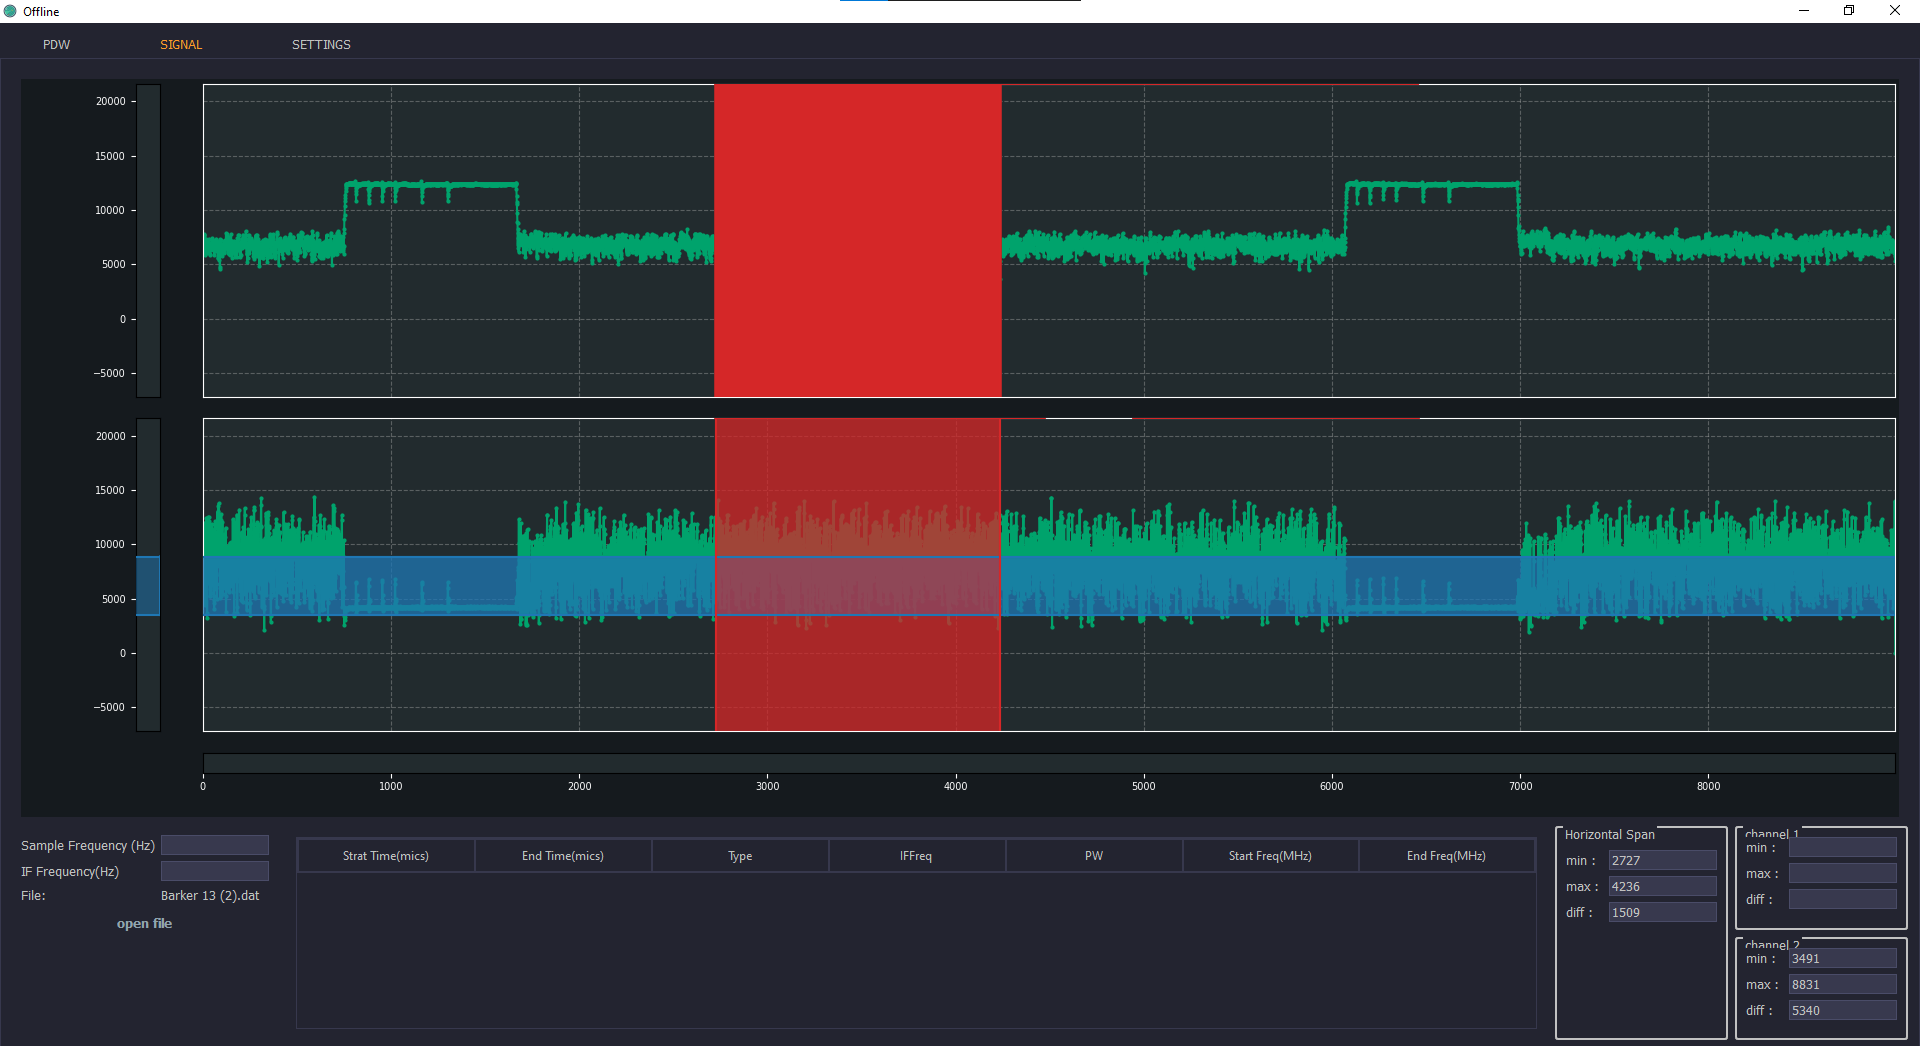 Offline
PDW SIGNAL SETTINGS
20000
15000
10000
5000
0
−5000
20000
15000
10000
5000
0
−5000
0 1000 2000 3000 4000 5000 6000 7000 8000
Sample Frequency (Hz)
IF Frequency(Hz)
File: Barker 13 (2).dat
open file
Strat Time(mics) End Time(mics) Type IFFreq PW Start Freq(MHz) End Freq(MHz)
Horizontal Span
min : 2727
max : 4236
diff : 1509
channel 1
min :
max :
diff :
channel 2
min : 3491
max : 8831
diff : 5340